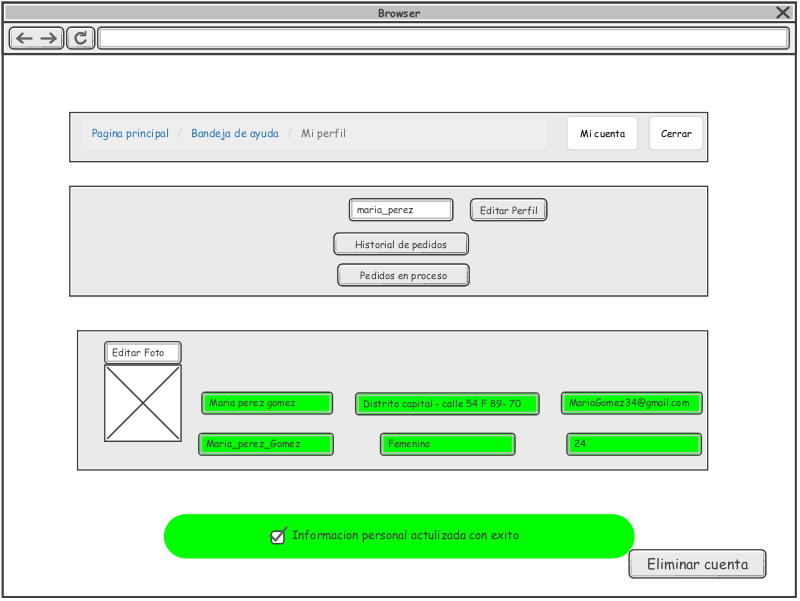 Browser
Pagina principal / Bandeja de ayuda / Mi perfil
Mi cuenta
Cerrar
maria_perez
Editar Perfil
Historial de pedidos
Pedidos en proceso
Editar Foto
Maria perez gomez
Distrito capital - calle 54 F 89- 70
MariaGomez34@gmail.com
Maria_perez_Gomez
Femenino
24
Informacion personal actulizada con exito
Eliminar cuenta